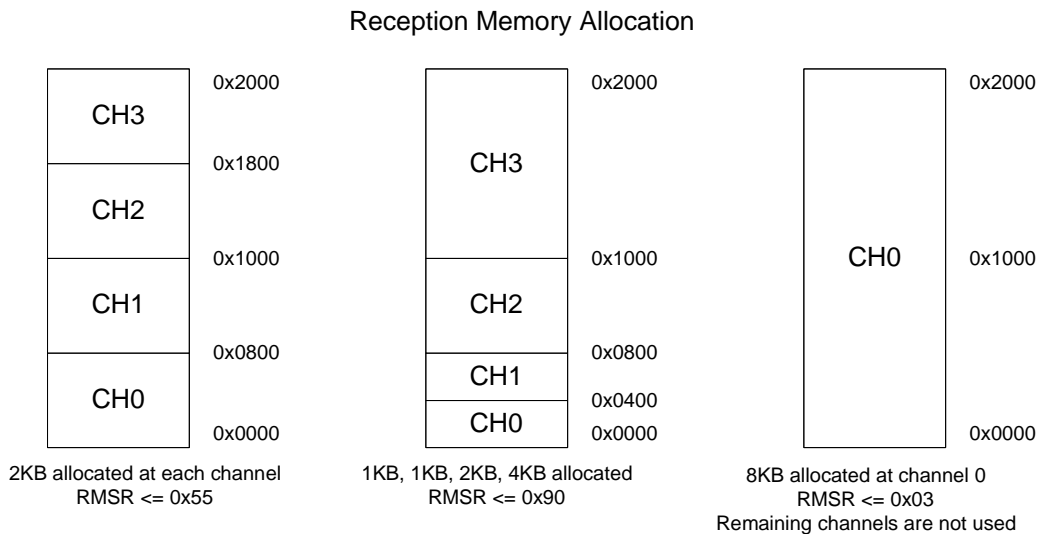 Reception Memory Allocation
CH3
CH2
CH1
CH0
0x2000
0x1800
0x1000
0x0800
0x0000
2KB allocated at each channel
RMSR <= 0x55
CH3
CH2
CH1
CH0
0x2000
0x1000
0x0800
0x0400
0x0000
1KB, 1KB, 2KB, 4KB allocated
RMSR <= 0x90
CH0
0x2000
0x1000
0x0000
8KB allocated at channel 0
RMSR <= 0x03
Remaining channels are not used